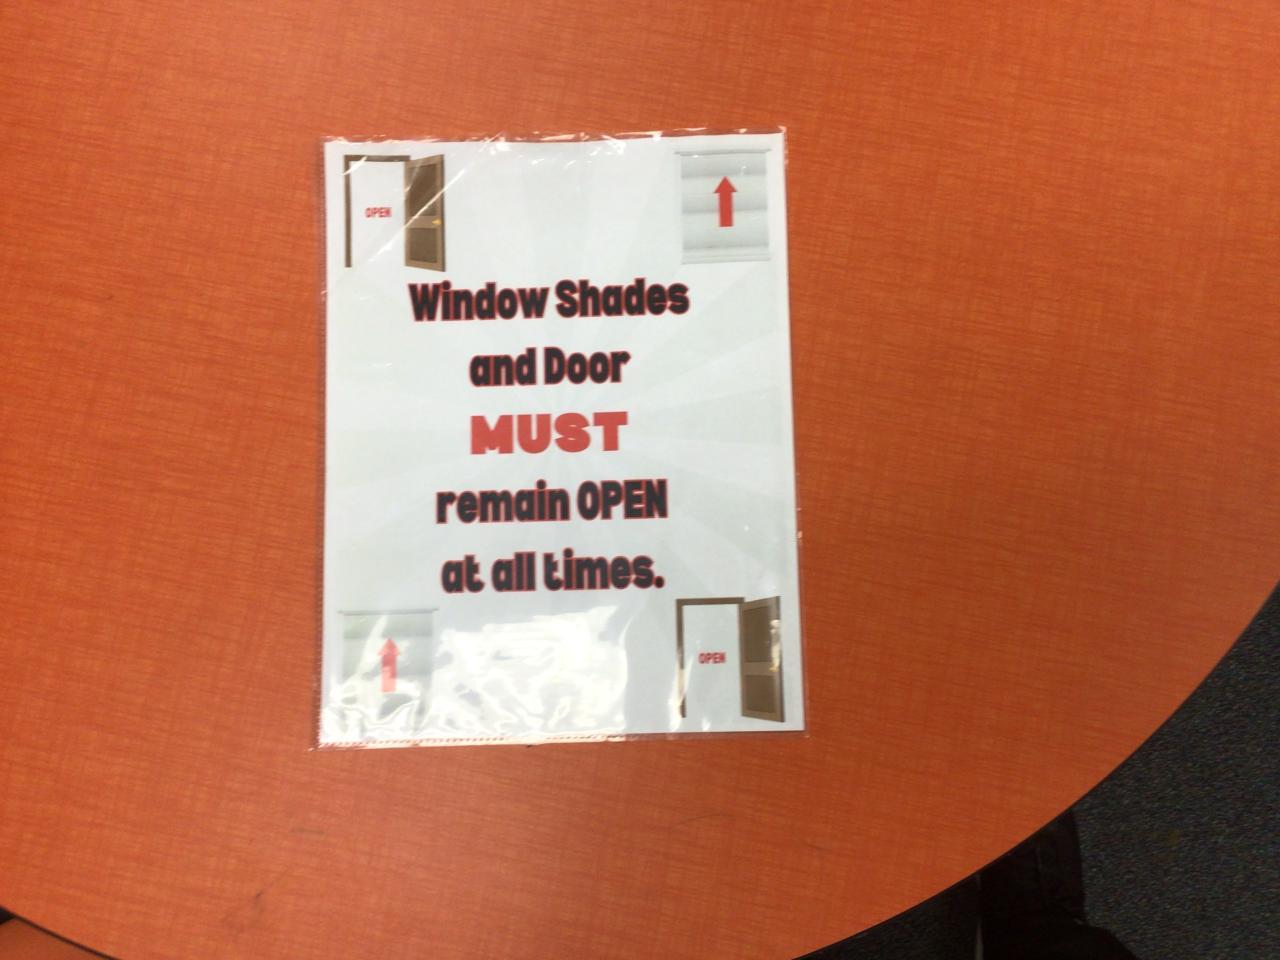 OPEN
Window Shades
and Door
MUST
remain OPEN
at all times.
OPEN